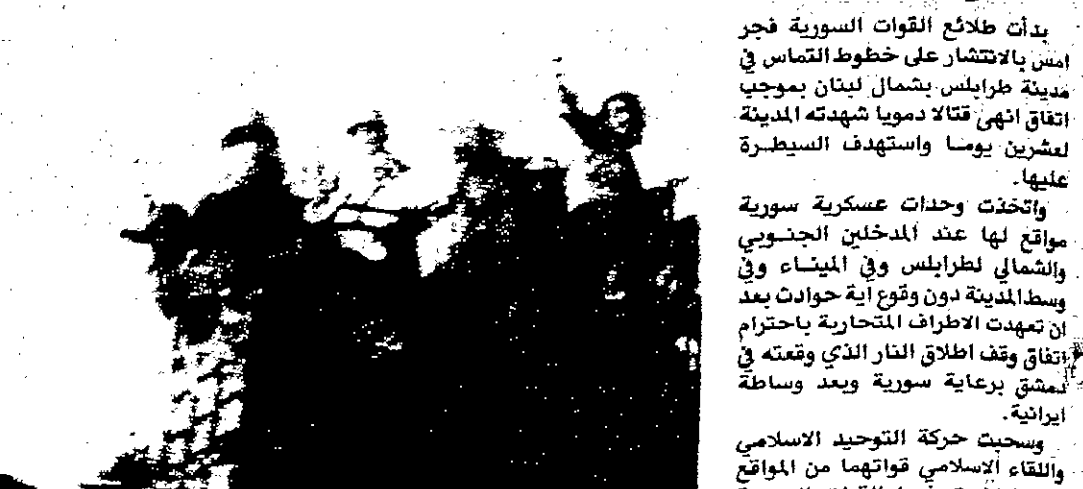 بدأت طلائع القوات السورية فجر
امس بالانتشار على خطوط التماس في
مدينة طرابلس بشمال لبنان بموجب
اتفاق انهى قتالا دمويا شهدته المدينة
لعشرين يوما واستهدف السيطرة
عليها.
واتخذت وحدات عسكرية سورية
مواقع لها عند المدخلين الجنوبي
والشمالي لطرابلس وفي الميناء وفي
وسط المدينة دون وقوع اية حوادث بعد
ان تعهدت الاطراف المتحاربة باحترام
اتفاق وقف اطلاق النار الذي وقعته في
دمشق برعاية سورية وبعد وساطة
ايرانية.
وسحبت حركة التوحيد الاسلامي
واللقاء الاسلامي قواتهما من المواقع